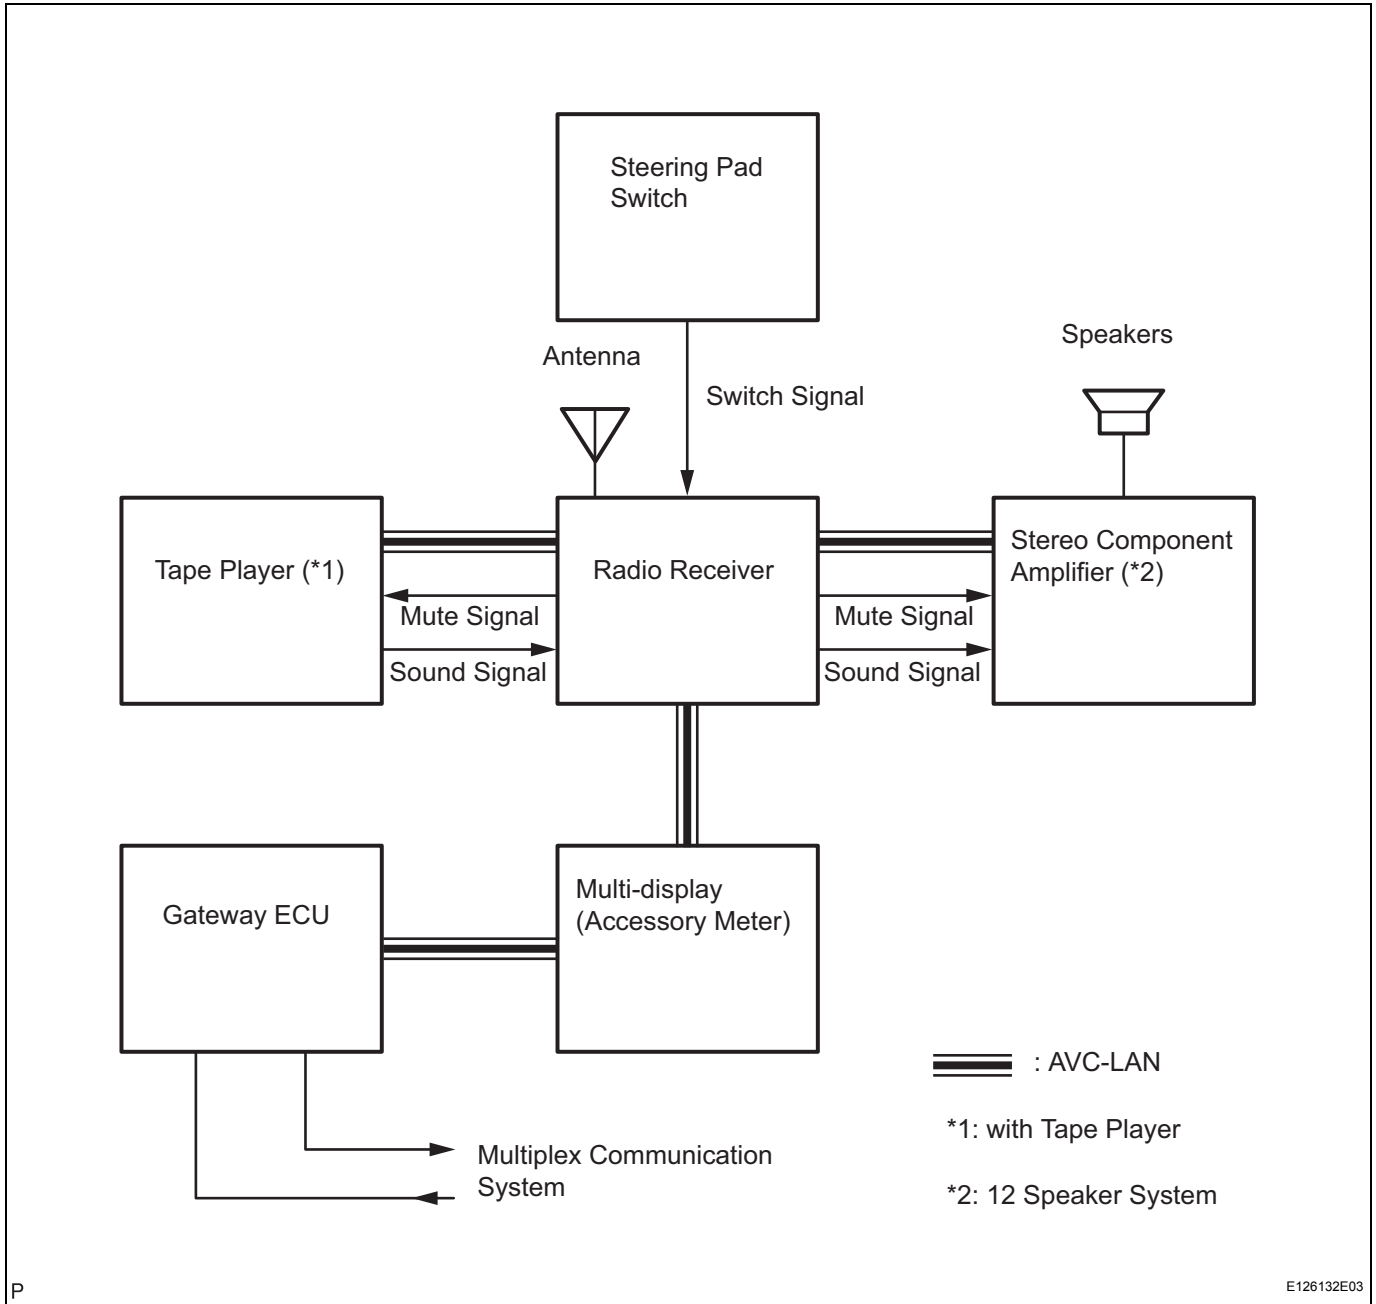 Steering Pad
Switch
Speakers
Antenna
Switch Signal
Tape Player (*1)
Radio Receiver
Stereo Component
Amplifier (*2)
Mute Signal
Mute Signal
Sound Signal
Sound Signal
Gateway ECU
Multi-display
(Accessory Meter)
: AVC-LAN
*1: with Tape Player
Multiplex Communication
System
*2: 12 Speaker System
P
E126132E03